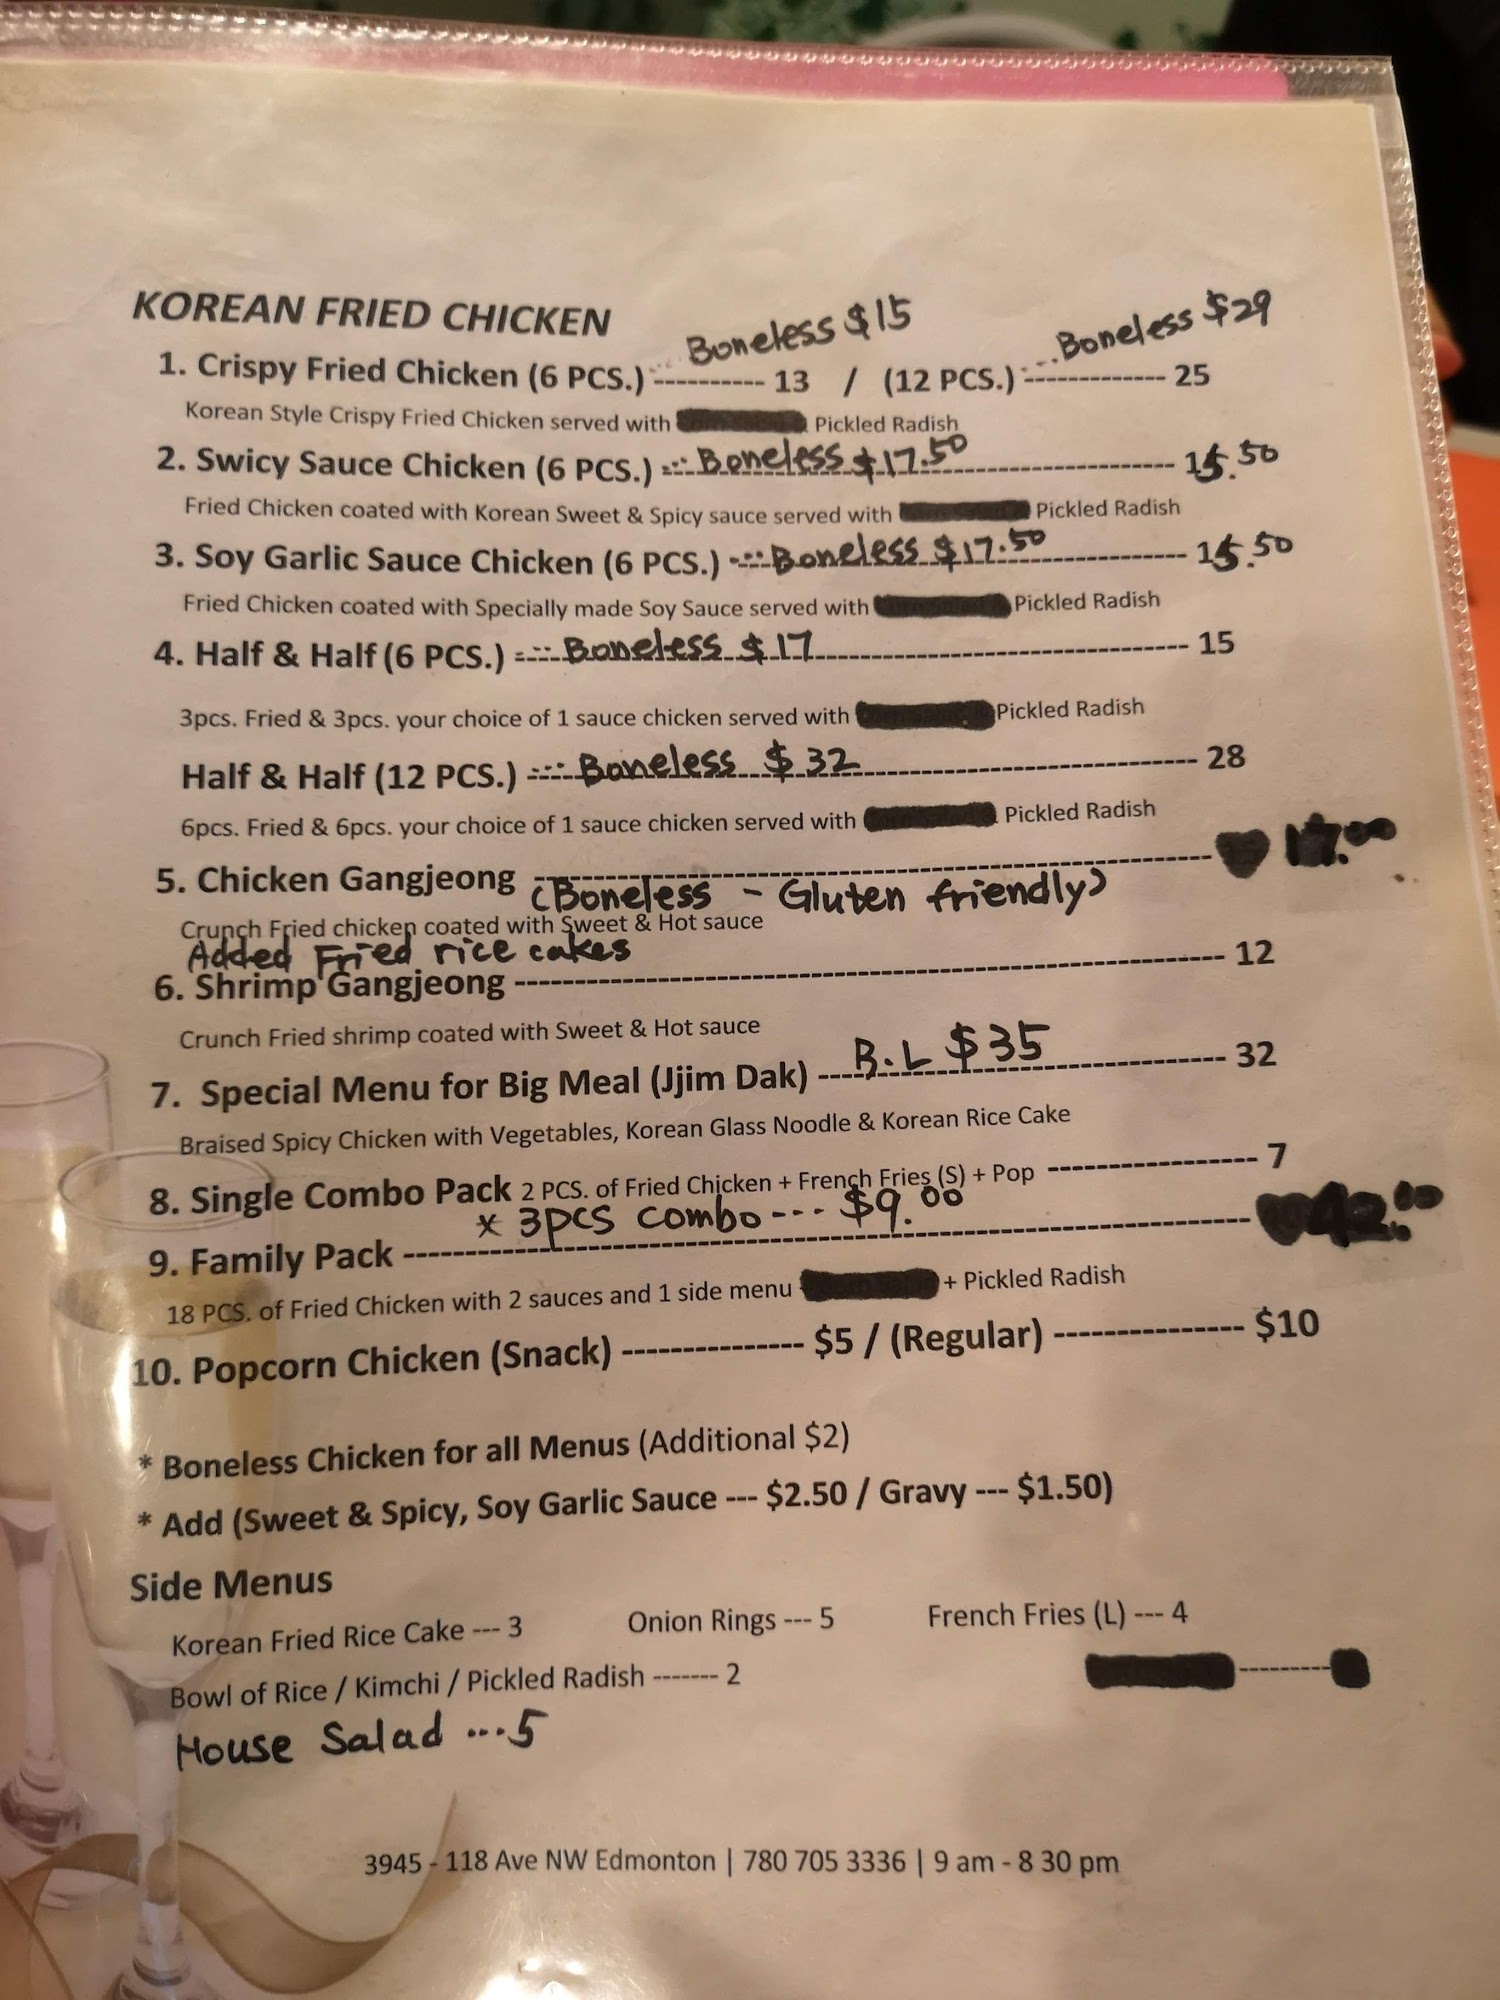 KOREAN FRIED CHICKEN
Boneless $15 Boneless $29
1. Crispy Fried Chicken (6 PCS.) ---------- 13 / (12 PCS.) ------------- 25
Korean Style Crispy Fried Chicken served with Pickled Radish
2. Swicy Sauce Chicken (6 PCS.) --- Boneless $17.50 ---------------- 15.50
Fried Chicken coated with Korean Sweet & Spicy sauce served with Pickled Radish
3. Soy Garlic Sauce Chicken (6 PCS.) --- Boneless $17.50 ------------- 15.50
Fried Chicken coated with Specially made Soy Sauce served with Pickled Radish
4. Half & Half (6 PCS.) --- Boneless $17 ------------------------------- 15
3pcs. Fried & 3pcs. your choice of 1 sauce chicken served with Pickled Radish
Half & Half (12 PCS.) --- Boneless $32 ---------------------------- 28
6pcs. Fried & 6pcs. your choice of 1 sauce chicken served with Pickled Radish
5. Chicken Gangjeong -------------------------------------------------- 17.00
(Boneless - Gluten friendly)
Crunch Fried chicken coated with Sweet & Hot sauce
Added Fried rice cakes
6. Shrimp Gangjeong ---------------------------------------------------- 12
Crunch Fried shrimp coated with Sweet & Hot sauce
7. Special Menu for Big Meal (Jjim Dak) --- B.L $35 ------------- 32
Braised Spicy Chicken with Vegetables, Korean Glass Noodle & Korean Rice Cake
8. Single Combo Pack 2 PCS. of Fried Chicken + French Fries (S) + Pop ---------------- 7
x 3pcs combo --- $9.00
9. Family Pack ---------------------------------------------------------------- 42.00
18 PCS. of Fried Chicken with 2 sauces and 1 side menu + Pickled Radish
10. Popcorn Chicken (Snack) -------------- $5 / (Regular) --------------- $10
* Boneless Chicken for all Menus (Additional $2)
* Add (Sweet & Spicy, Soy Garlic Sauce --- $2.50 / Gravy --- $1.50)
Side Menus
Korean Fried Rice Cake --- 3 Onion Rings --- 5 French Fries (L) --- 4
Bowl of Rice / Kimchi / Pickled Radish ------- 2
House Salad ...5
3945 - 118 Ave NW Edmonton | 780 705 3336 | 9 am - 8 30 pm